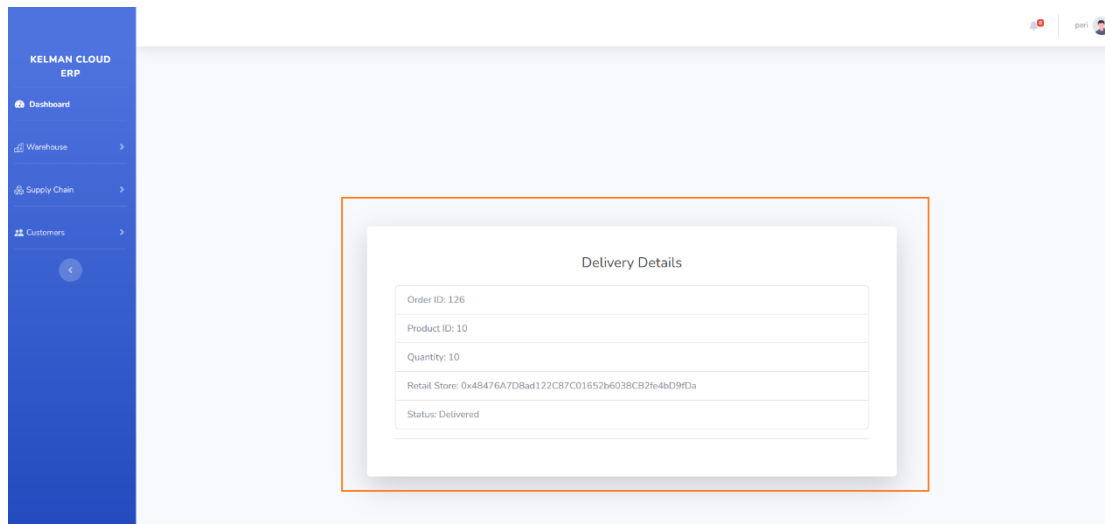 KELMAN CLOUD
ERP
Dashboard
Warehouse
Supply Chain
Customers
0
peri
Delivery Details
Order ID: 126
Product ID: 10
Quantity: 10
Retail Store: 0x48476A7D8ad122C87C01652b6038CB2fe4bD9fDa
Status: Delivered